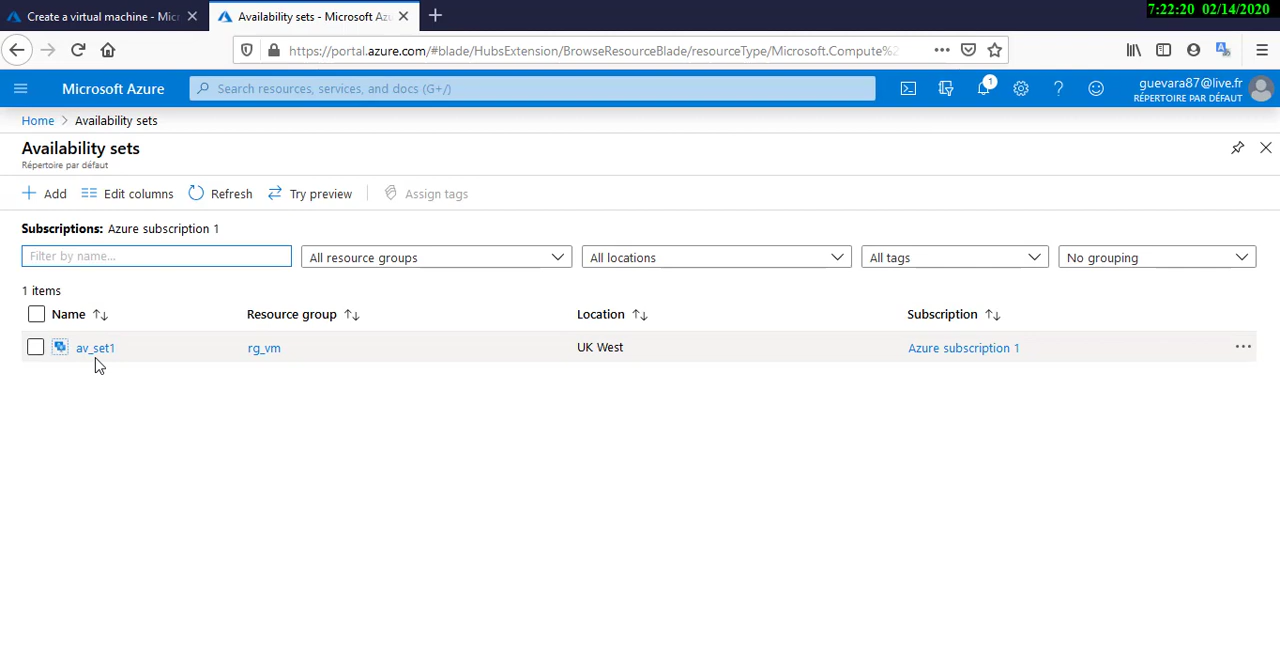 Create a virtual machine - Mic
Availability sets - Microsoft Az
7:22:20 02/14/2020
https://portal.azure.com/#blade/HubsExtension/BrowseResourceBlade/resourceType/Microsoft.Compute%2
Microsoft Azure
Search resources, services, and docs (G+/)
1
guevara87@live.fr
RÉPERTOIRE PAR DÉFAUT
Home > Availability sets
Availability sets
Répertoire par défaut
Add Edit columns Refresh Try preview Assign tags
Subscriptions: Azure subscription 1
Filter by name... All resource groups All locations All tags No grouping
1 items
Name Resource group Location Subscription
av_set1 rg_vm UK West Azure subscription 1